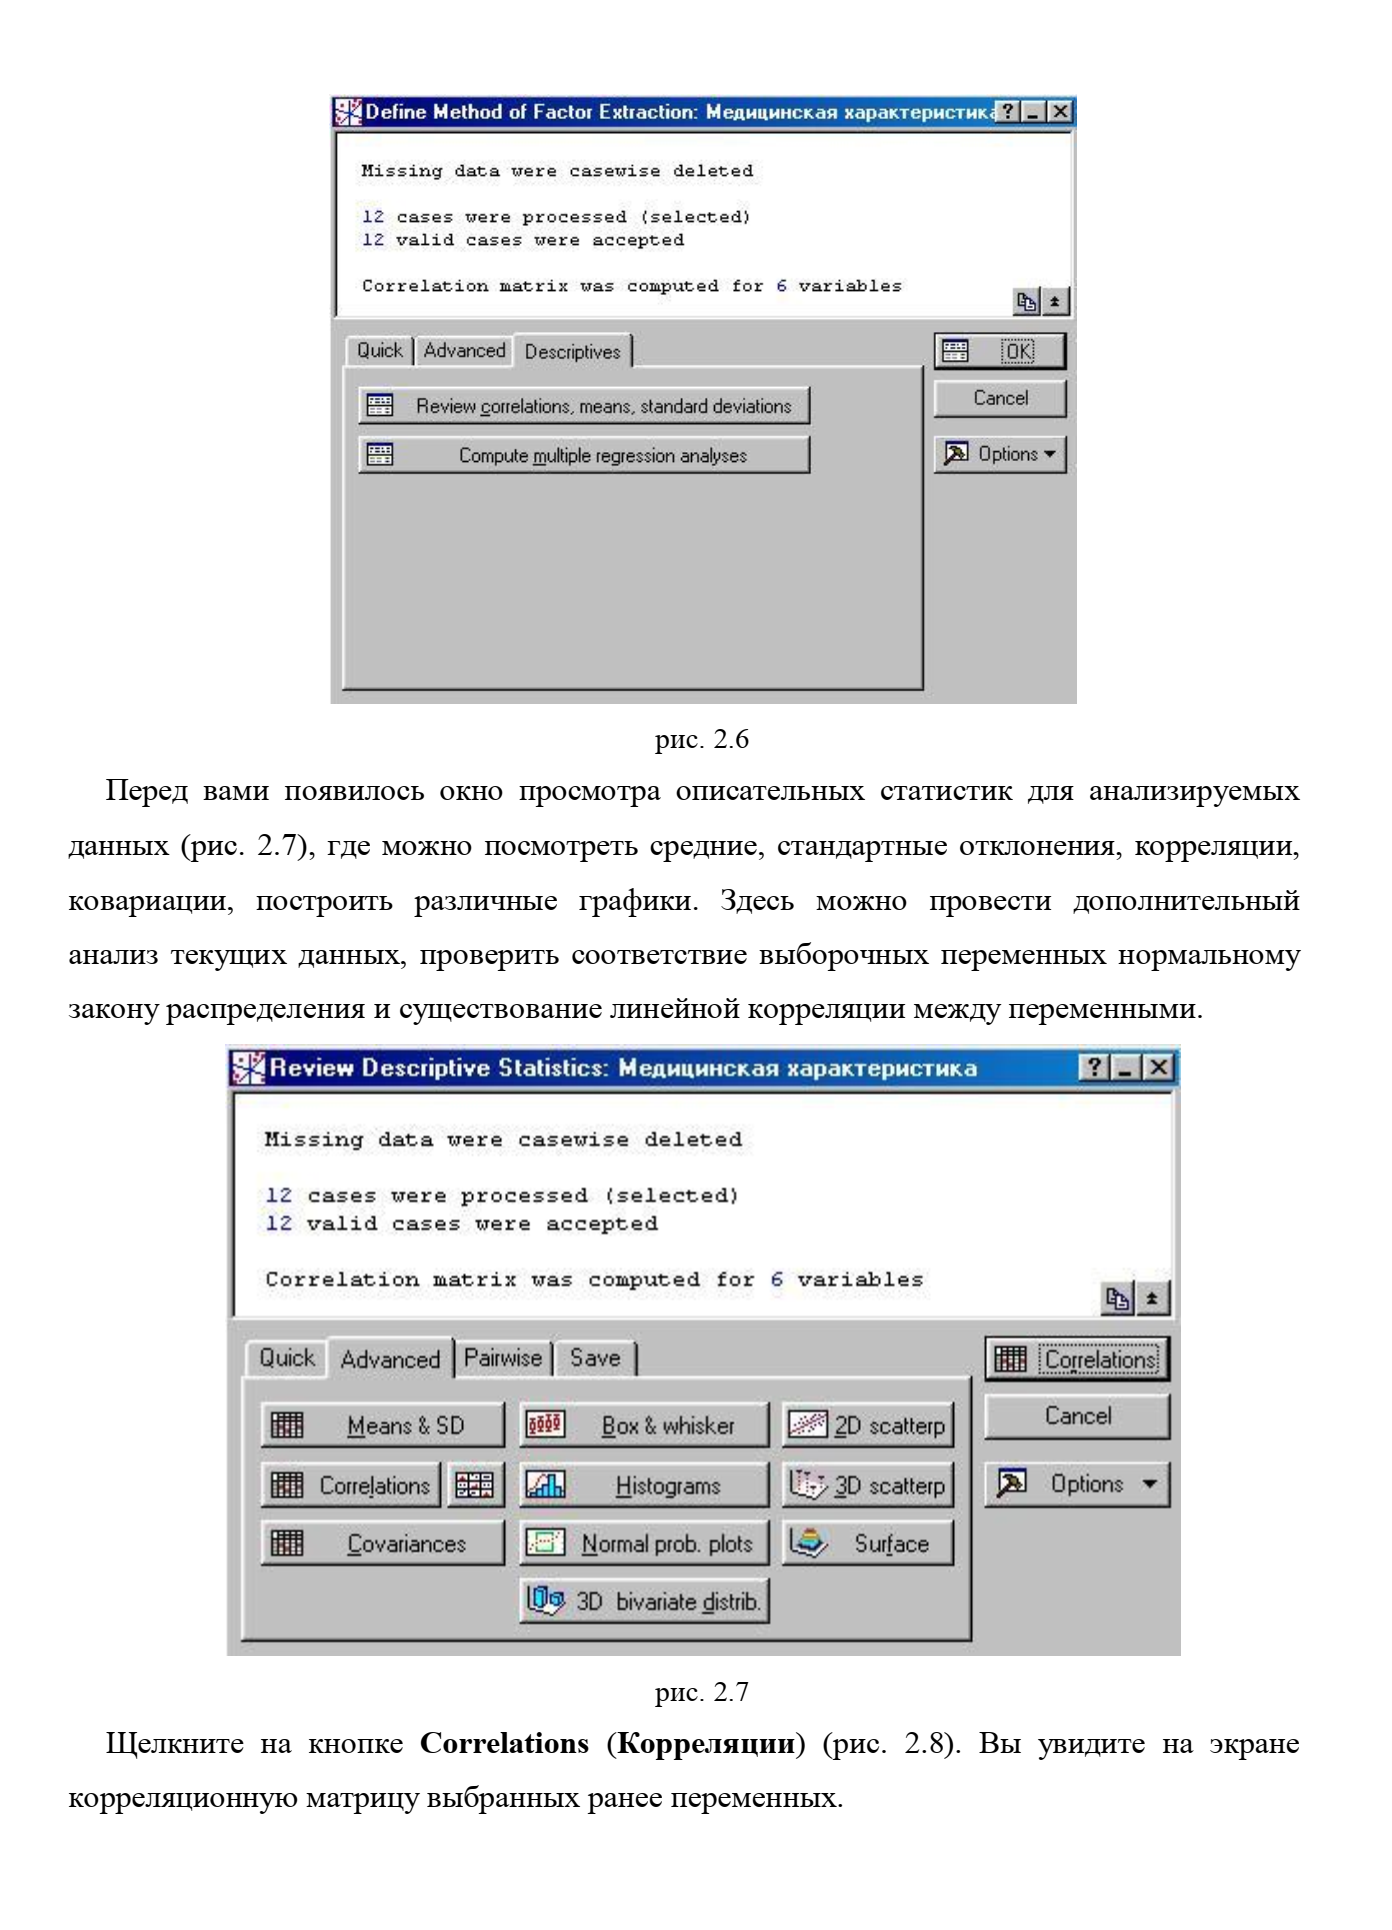 Define Method of Factor Extraction: Медицинская характеристика
Missing data were casewise deleted
12 cases were processed (selected)
12 valid cases were accepted
Correlation matrix was computed for 6 variables
Quick Advanced Descriptives
OK
Cancel
Options
Review correlations, means, standard deviations
Compute multiple regression analyses
рис. 2.6
Перед вами появилось окно просмотра описательных статистик для анализируемых
данных (рис. 2.7), где можно посмотреть средние, стандартные отклонения, корреляции,
ковариации, построить различные графики. Здесь можно провести дополнительный
анализ текущих данных, проверить соответствие выборочных переменных нормальному
закону распределения и существование линейной корреляции между переменными.
Review Descriptive Statistics: Медицинская характеристика
Missing data were casewise deleted
12 cases were processed (selected)
12 valid cases were accepted
Correlation matrix was computed for 6 variables
Quick Advanced Pairwise Save
Correlations
Cancel
Options
Means & SD Box & whisker 2D scatterp
Correlations Histograms 3D scatterp
Covariances Normal prob. plots Surface
3D bivariate distrib.
рис. 2.7
Щелкните на кнопке Correlations (Корреляции) (рис. 2.8). Вы увидите на экране
корреляционную матрицу выбранных ранее переменных.